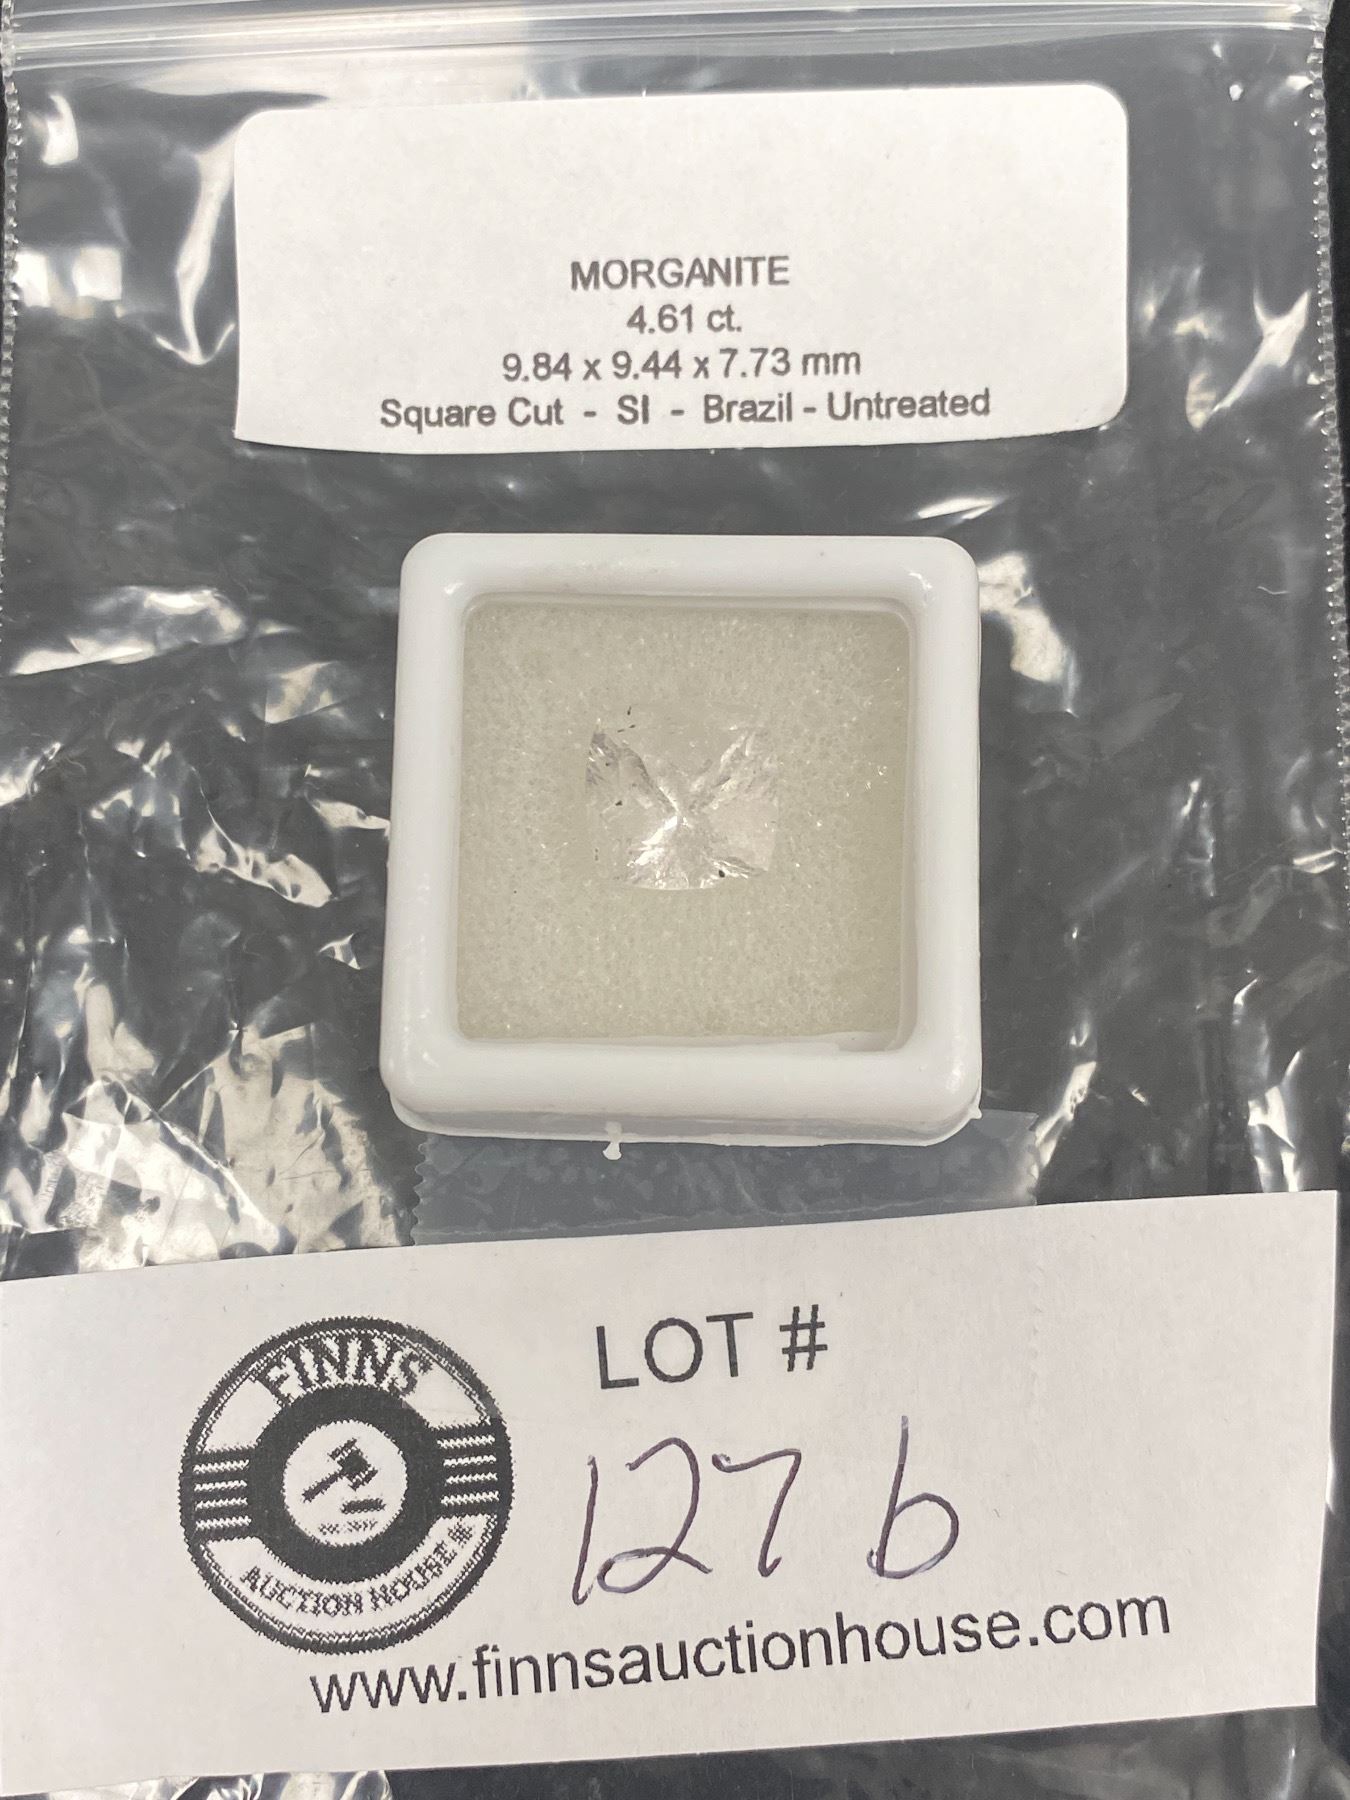 MORGANITE
4.61 ct.
9.84 x 9.44 x 7.73 mm
Square Cut - SI - Brazil - Untreated
LOT #
127 b
FINNS
AUCTION HOUSE
www.finnsauctionhouse.com